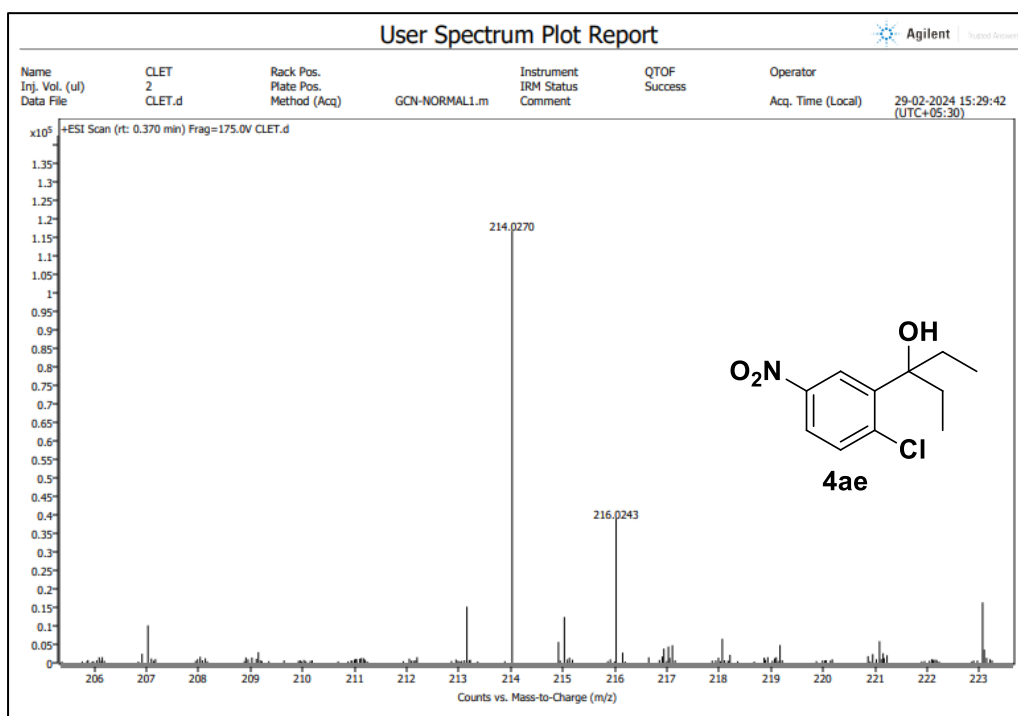 User Spectrum Plot Report
Agilent Trusted Answers
Name CLET Rack Pos. Instrument QTOF Operator
Inj. Vol. (ul) 2 Plate Pos. IRM Status Success
Data File CLET.d Method (Acq) GCN-NORMAL1.m Comment Acq. Time (Local) 29-02-2024 15:29:42
(UTC+05:30)
x10⁵ +ESI Scan (rt: 0.370 min) Frag=175.0V CLET.d
1.35
1.3
1.25
1.2
1.15
1.1
1.05
1
0.95
0.9
0.85
0.8
0.75
0.7
0.65
0.6
0.55
0.5
0.45
0.4
0.35
0.3
0.25
0.2
0.15
0.1
0.05
0
214.0270
216.0243
OH
O₂N
Cl
4ae
206 207 208 209 210 211 212 213 214 215 216 217 218 219 220 221 222 223
Counts vs. Mass-to-Charge (m/z)